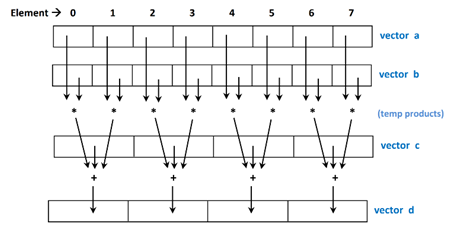 Element → 0 1 2 3 4 5 6 7
vector a
vector b
* * * * * * * * (temp products)
vector c
+ + + +
vector d